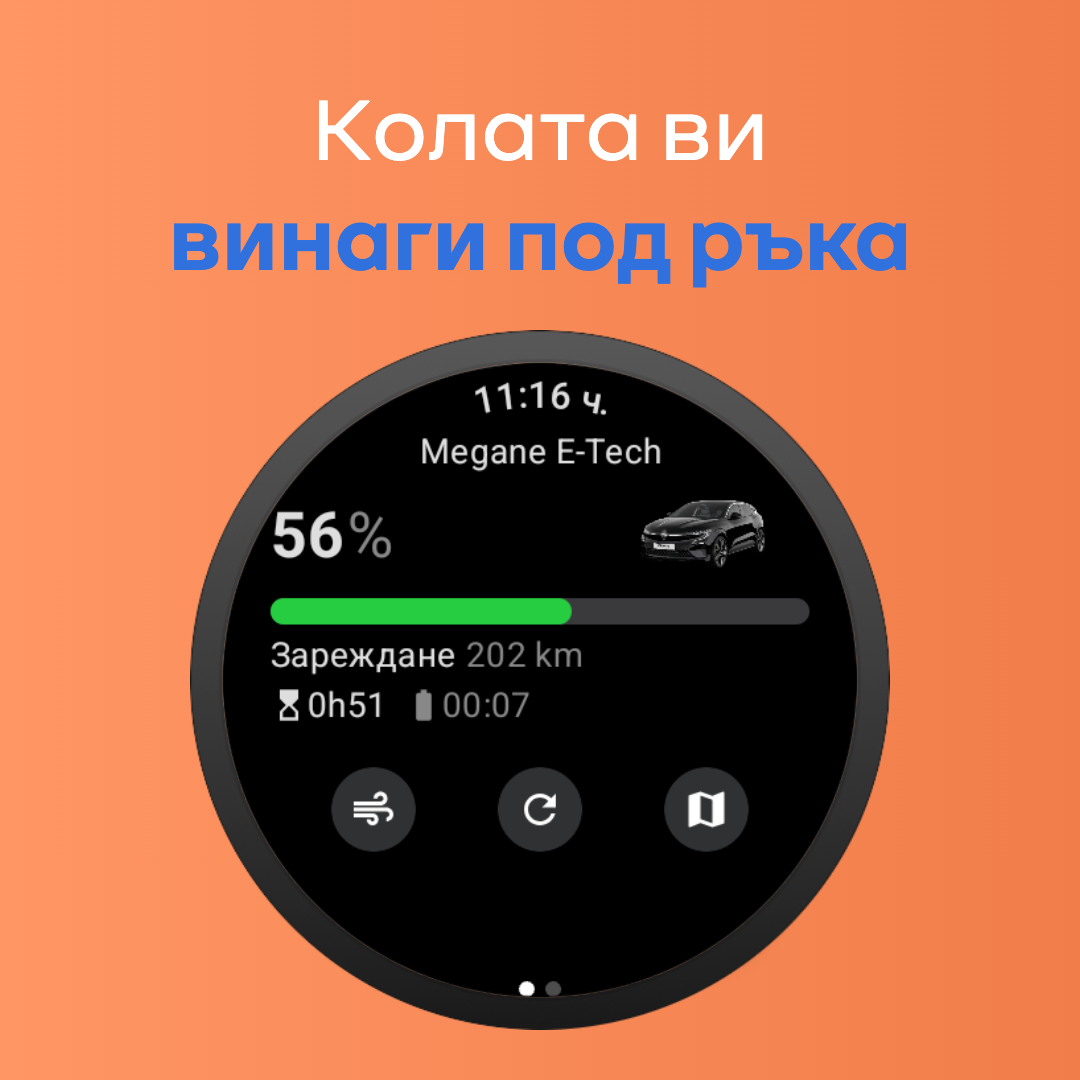 Колата ви
винаги под ръка
11:16 ч.
Megane E-Tech
56%
Зареждане 202 km
0h51 00:07